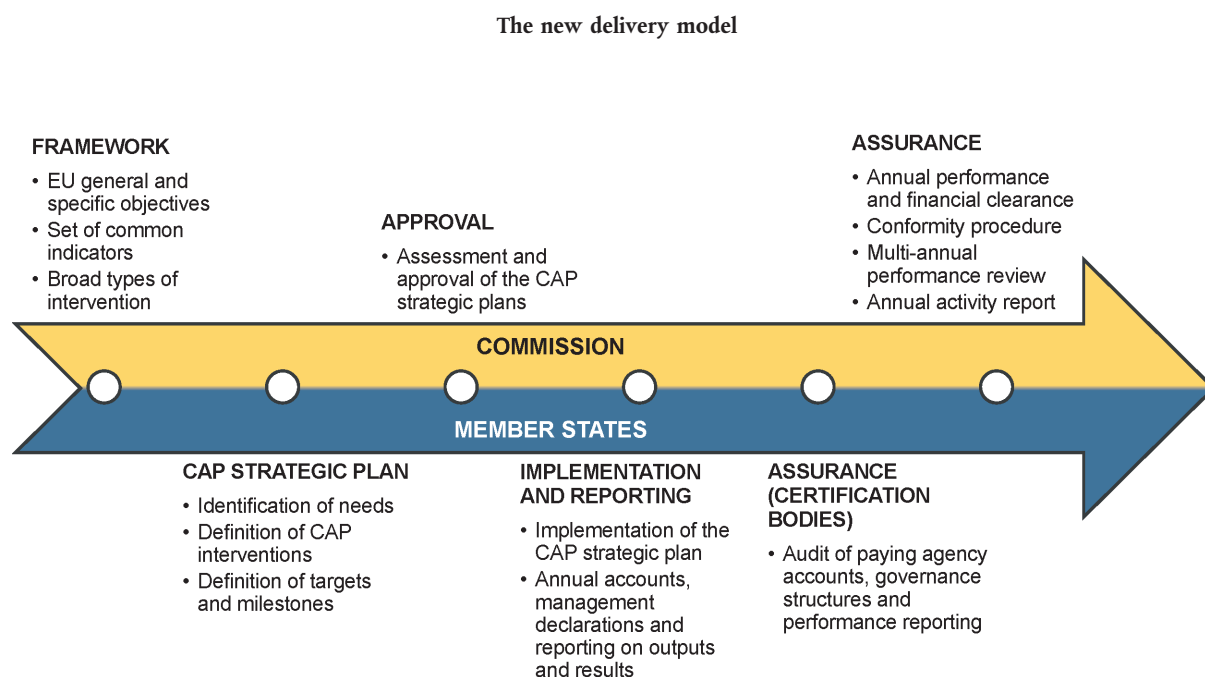 The new delivery model
FRAMEWORK
• EU general and
specific objectives
• Set of common
indicators
• Broad types of
intervention
APPROVAL
• Assessment and
approval of the CAP
strategic plans
ASSURANCE
• Annual performance
and financial clearance
• Conformity procedure
• Multi-annual
performance review
• Annual activity report
COMMISSION
MEMBER STATES
CAP STRATEGIC PLAN
• Identification of needs
• Definition of CAP
interventions
• Definition of targets
and milestones
IMPLEMENTATION
AND REPORTING
• Implementation of the
CAP strategic plan
• Annual accounts,
management
declarations and
reporting on outputs
and results
ASSURANCE
(CERTIFICATION
BODIES)
• Audit of paying agency
accounts, governance
structures and
performance reporting